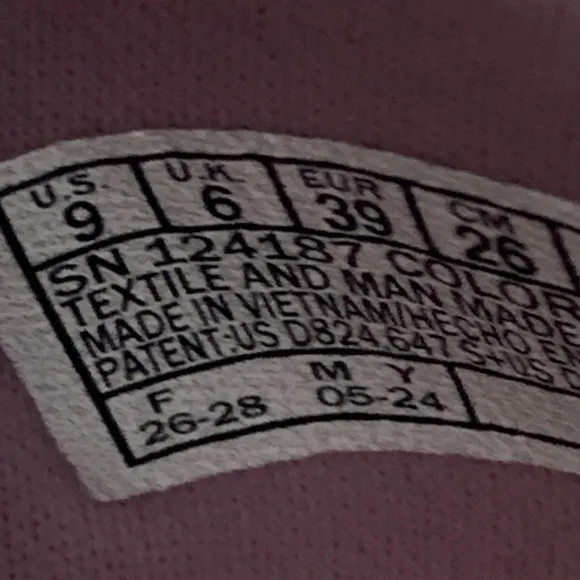 U.S. U.K. EUR CM
9 6 39 26
SN 124187 COLOR
TEXTILE AND MAN MADE
MADE IN VIETNAM/HECHO EN
PATENT:US D824,647 S+US D
F M Y
26-28 05-24